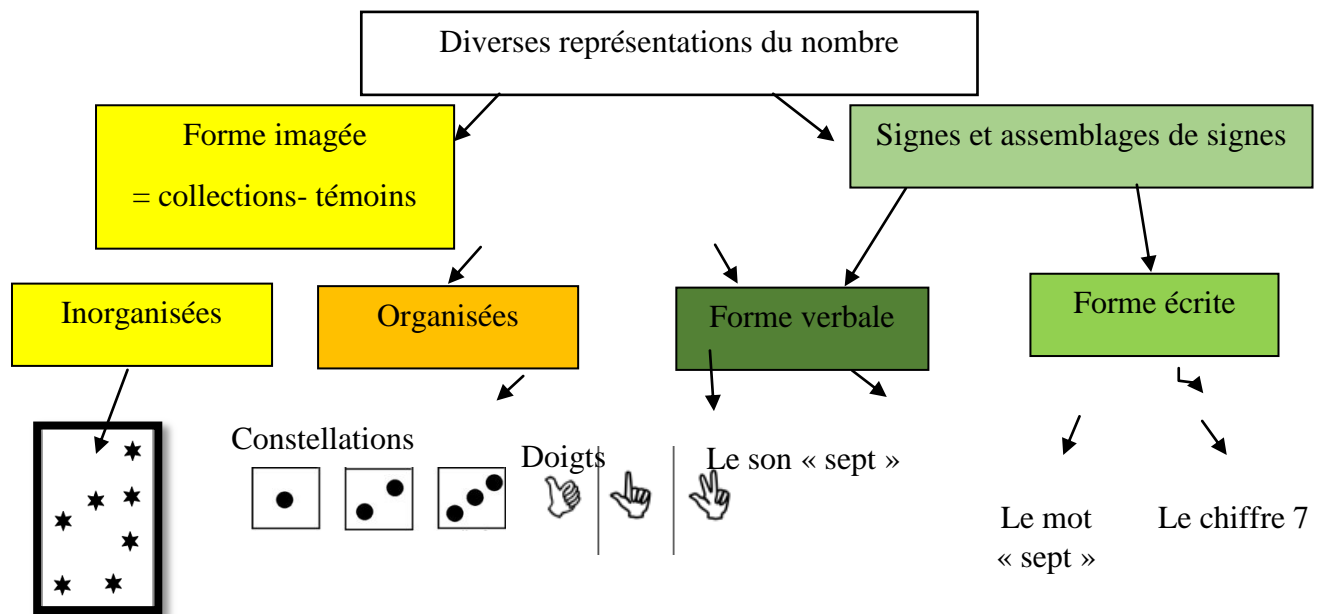 Diverses représentations du nombre
Forme imagée
= collections- témoins
Signes et assemblages de signes
Inorganisées
Organisées
Forme verbale
Forme écrite
Constellations
Doigts
Le son « sept »
Le mot
« sept »
Le chiffre 7